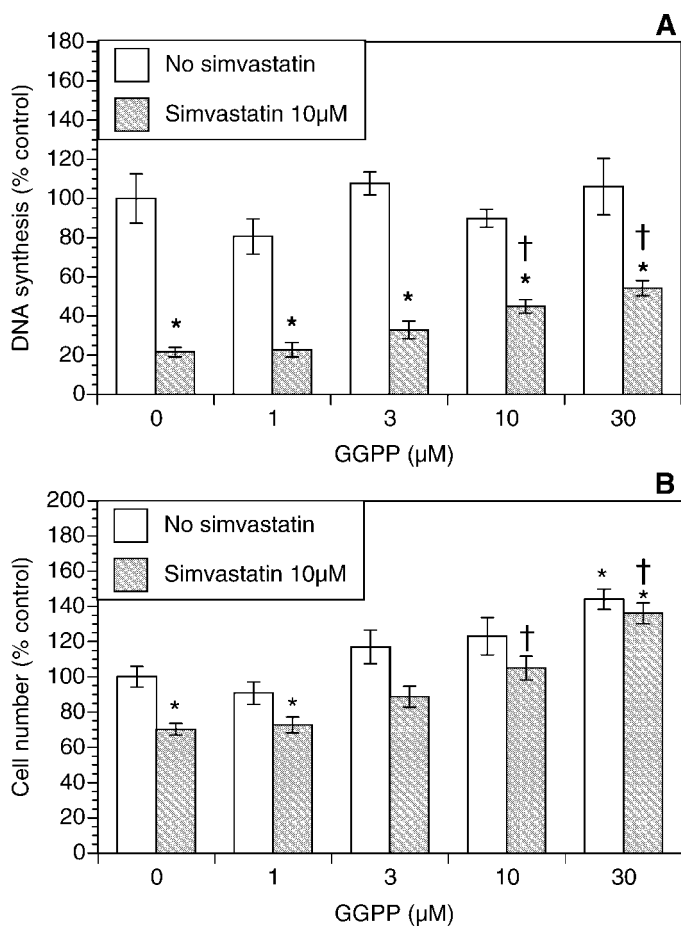 A
180
160
140
120
100
80
60
40
20
0
DNA synthesis (% control)
No simvastatin
Simvastatin 10µM
*
*
*
†
*
†
*
0 1 3 10 30
GGPP (µM)
B
200
180
160
140
120
100
80
60
40
20
0
Cell number (% control)
No simvastatin
Simvastatin 10µM
*
*
†
*
†
*
0 1 3 10 30
GGPP (µM)